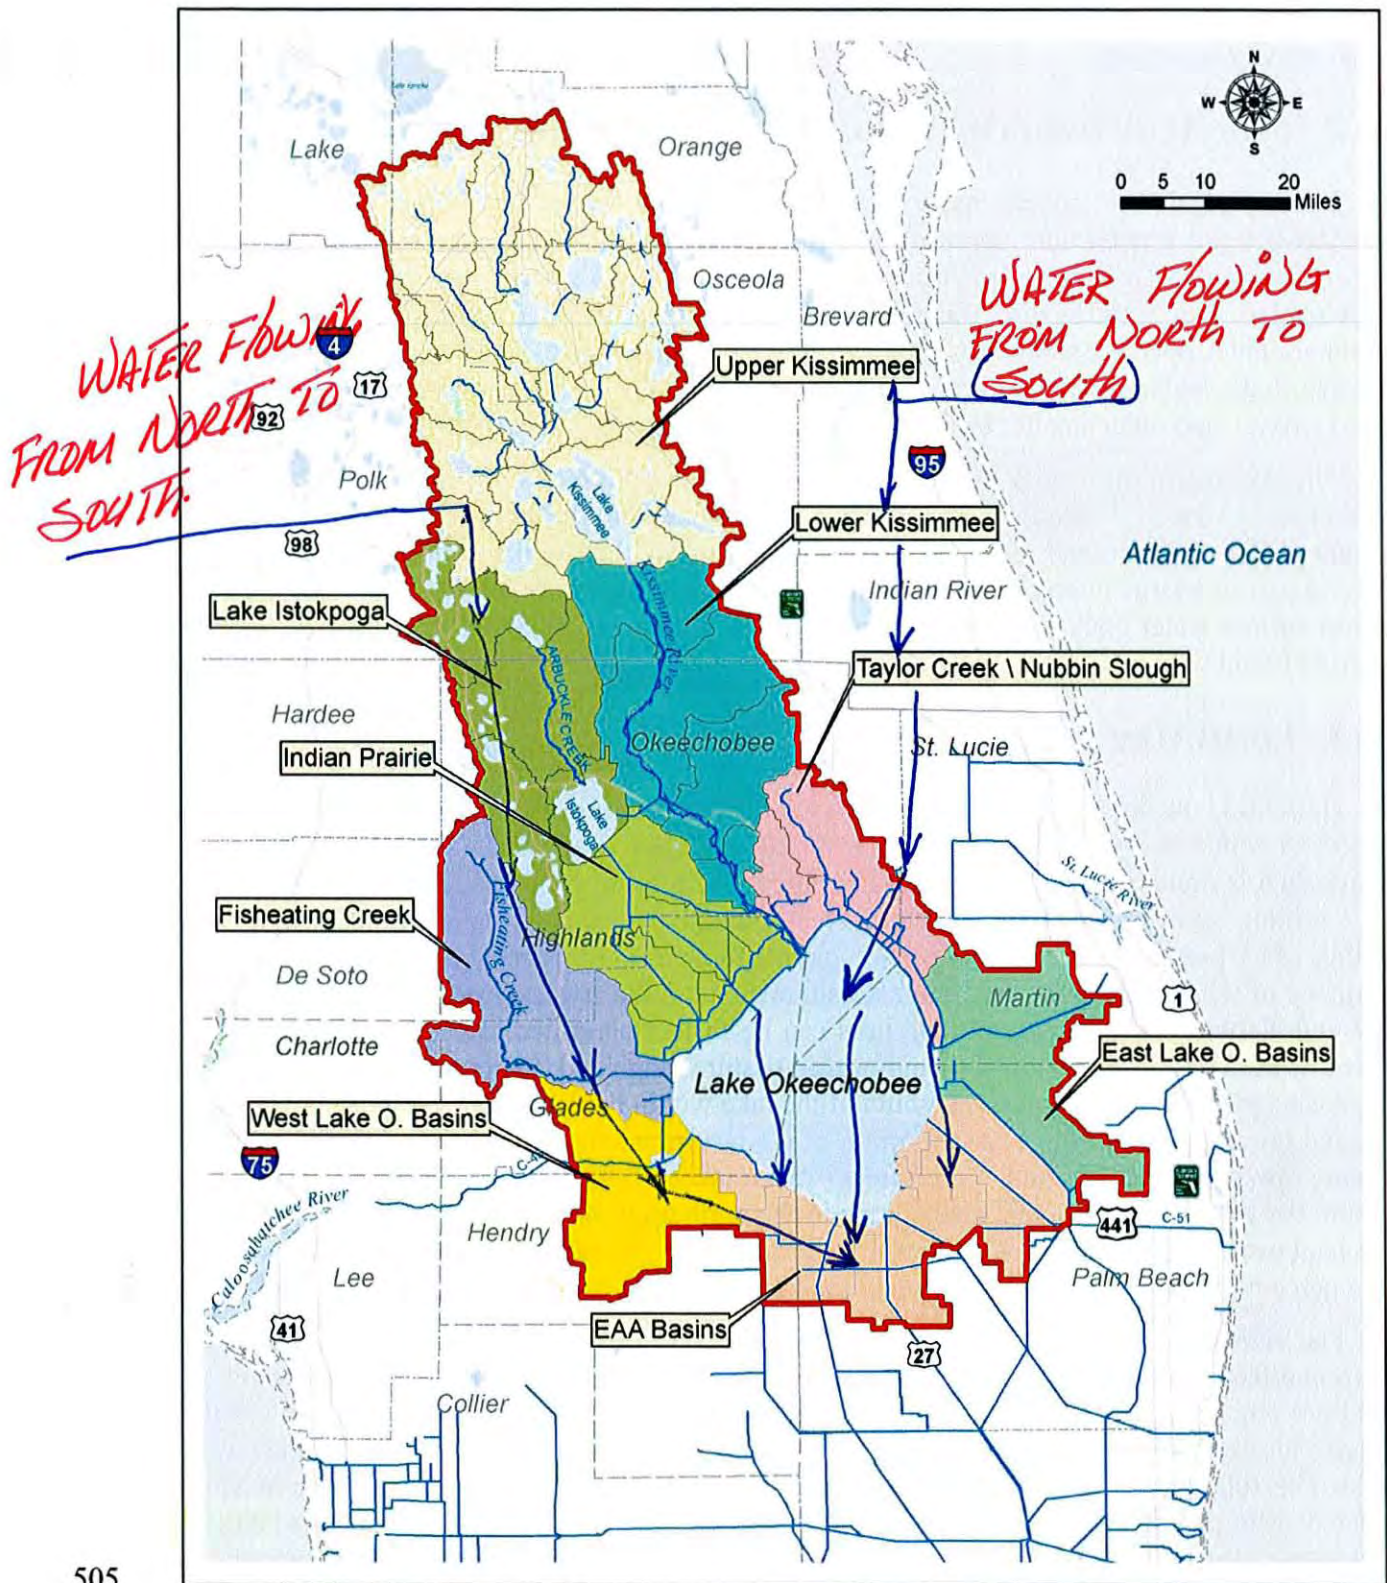 N
W
E
S
0 5 10 20
Miles
Lake
Orange
Osceola
Brevard
WATER FlOWING
FROM NORTH TO
SOUTH.
WATER FlOWING
FROM NORTH TO
(SOUTH)
4
17
92
Polk
98
Upper Kissimmee
95
Lake
Kissimmee
Lower Kissimmee
Atlantic Ocean
Kissimmee River
Indian River
Lake Istokpoga
ARBUCKLE CREEK
Taylor Creek \ Nubbin Slough
Hardee
Okeechobee
St. Lucie
Indian Prairie
Lake
Istokpoga
St. Lucie River
Fisheating Creek
Fisheating Creek
Highlands
De Soto
Martin
1
Charlotte
East Lake O. Basins
Lake Okeechobee
Glades
West Lake O. Basins
75
Caloosahatchee River
Hendry
441
C-51
Lee
Palm Beach
41
EAA Basins
27
Collier
505